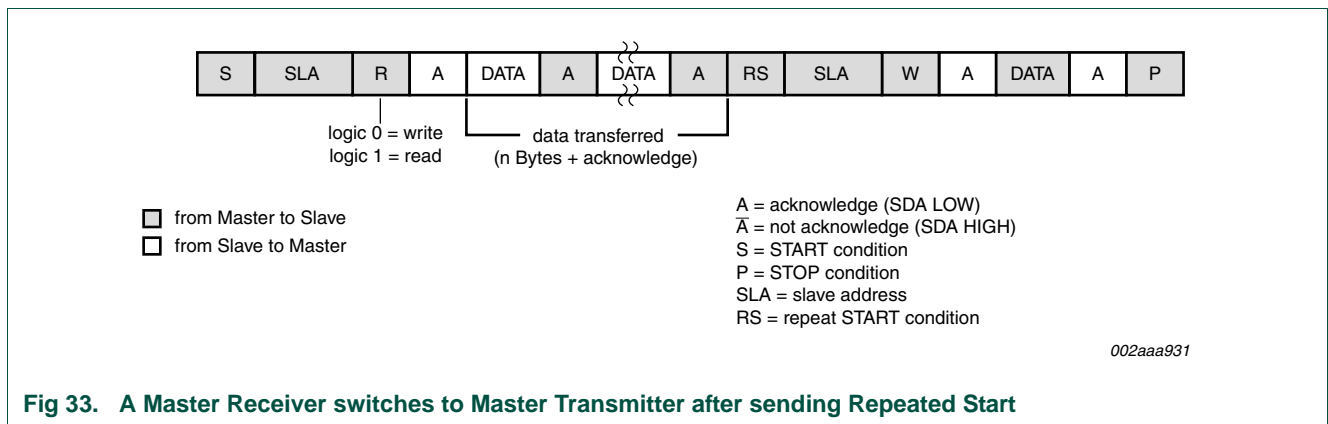 S SLA R A DATA A DATA A RS SLA W A DATA A P
logic 0 = write
logic 1 = read
data transferred
(n Bytes + acknowledge)
from Master to Slave
from Slave to Master
A = acknowledge (SDA LOW)
A̅ = not acknowledge (SDA HIGH)
S = START condition
P = STOP condition
SLA = slave address
RS = repeat START condition
002aaa931
Fig 33. A Master Receiver switches to Master Transmitter after sending Repeated Start